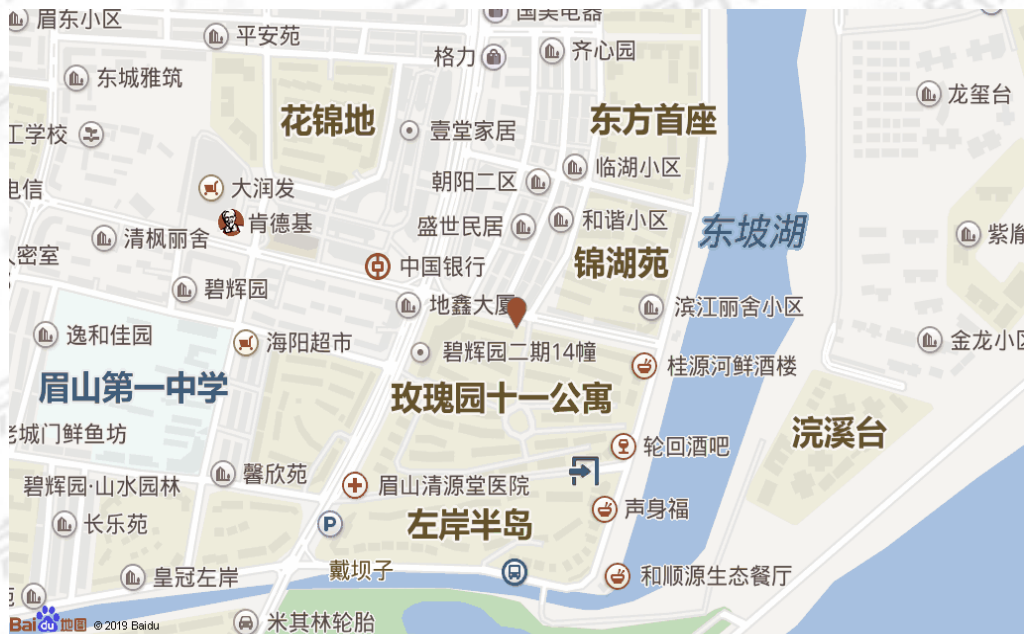 眉东小区
国美电器
平安苑
格力
齐心园
东城雅筑
龙玺台
花锦地
东方首座
工学校
壹堂家居
临湖小区
朝阳二区
电信
大润发
肯德基
盛世民居
和谐小区
东坡湖
清枫丽舍
紫胤
人密室
中国银行
锦湖苑
碧辉园
地鑫大厦
滨江丽舍小区
逸和佳园
海阳超市
碧辉园二期14幢
金龙小区
桂源河鲜酒楼
眉山第一中学
玫瑰园十一公寓
老城门鲜鱼坊
浣溪台
轮回酒吧
馨欣苑
眉山清源堂医院
碧辉园·山水园林
声身福
长乐苑
P
左岸半岛
戴坝子
皇冠左岸
和顺源生态餐厅
苑
米其林轮胎
Bai du 地图 © 2019 Baidu